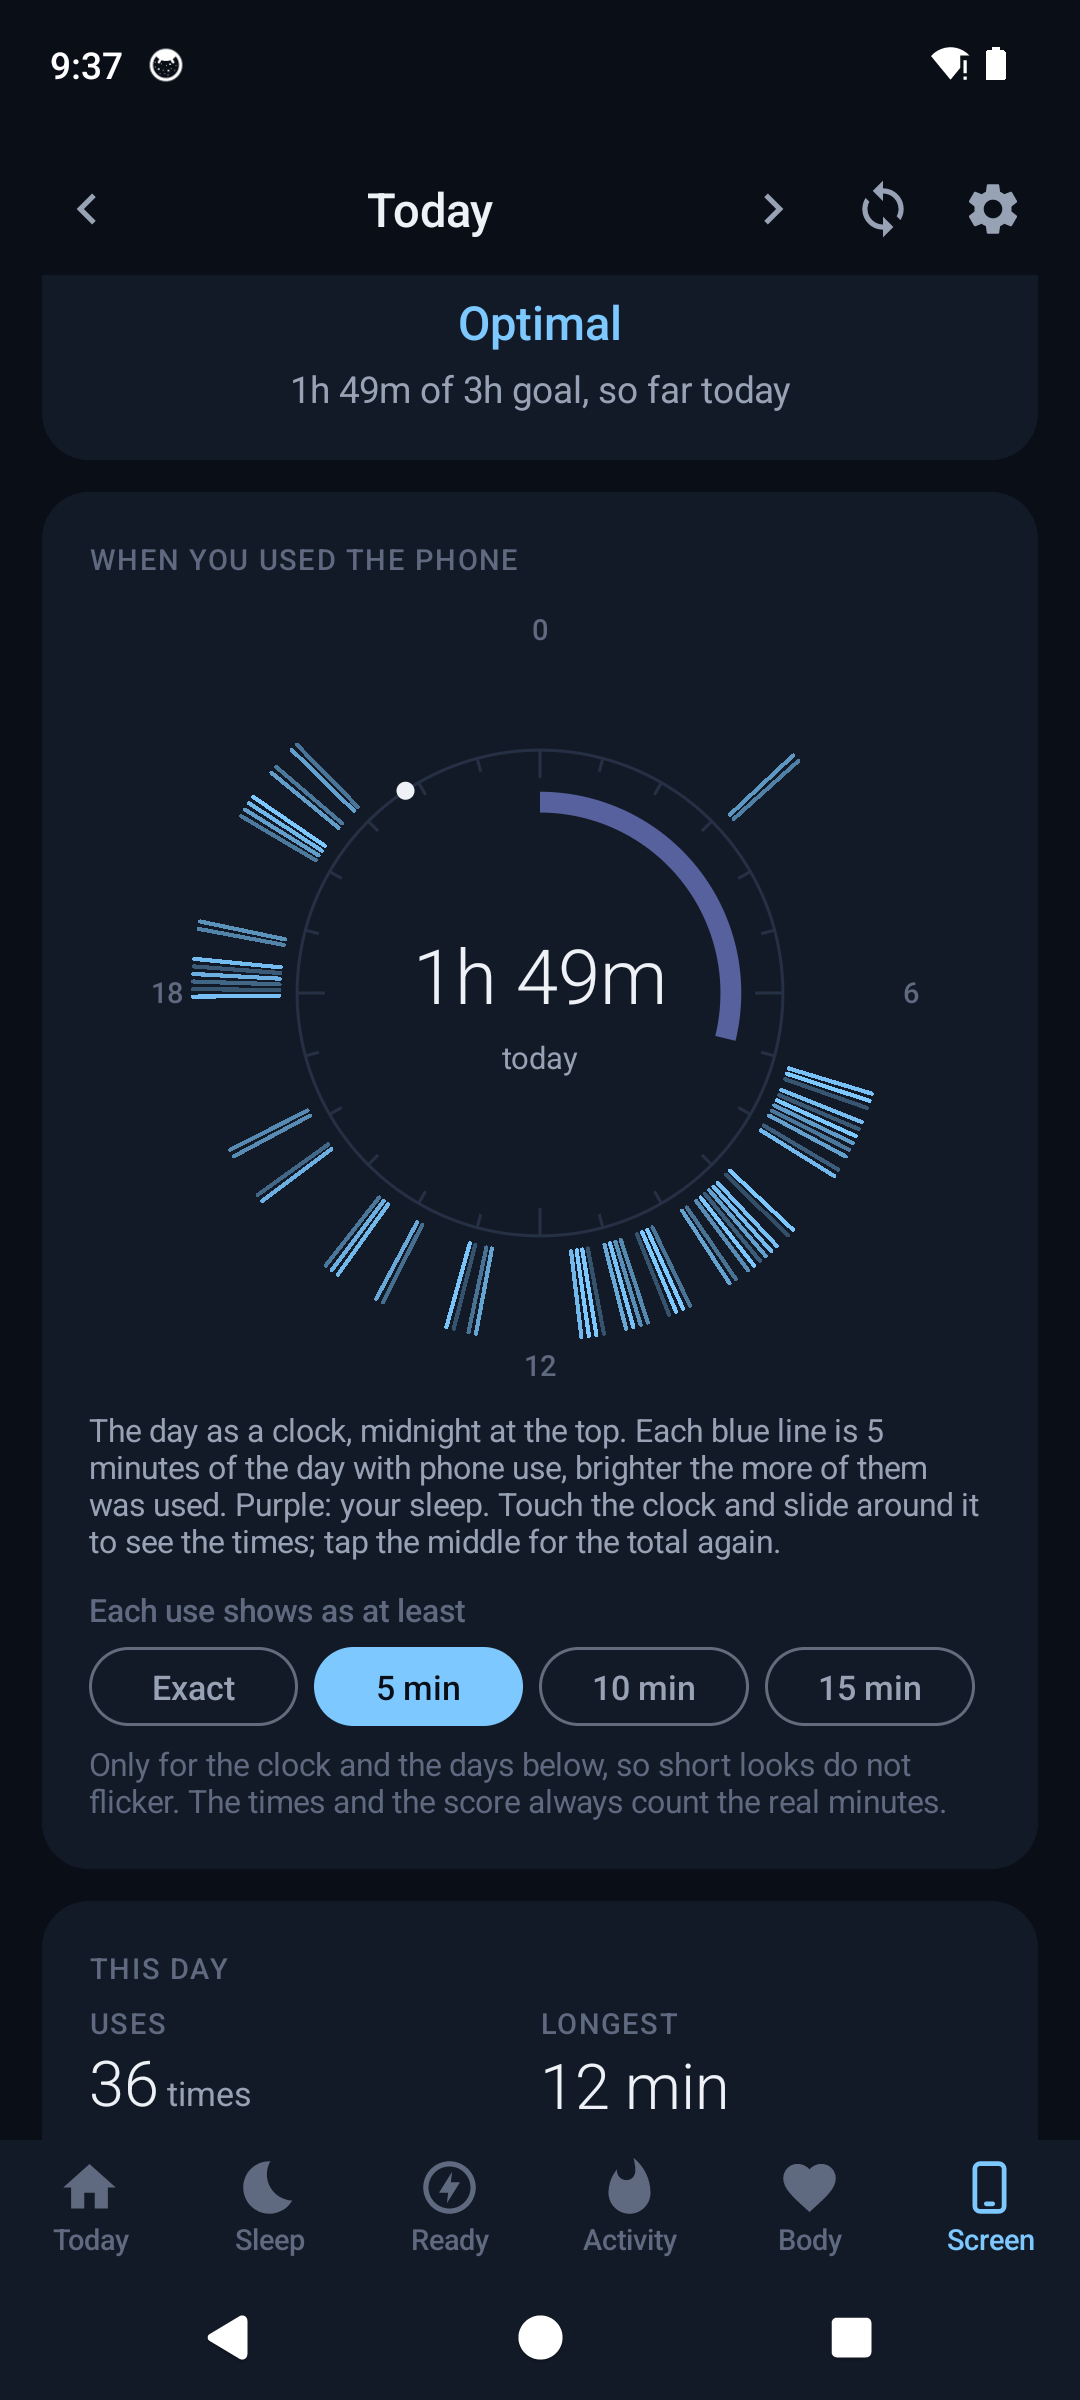 9:37
Today
Optimal
1h 49m of 3h goal, so far today
WHEN YOU USED THE PHONE
0
18
6
1h 49m
today
12
The day as a clock, midnight at the top. Each blue line is 5
minutes of the day with phone use, brighter the more of them
was used. Purple: your sleep. Touch the clock and slide around it
to see the times; tap the middle for the total again.
Each use shows as at least
Exact
5 min
10 min
15 min
Only for the clock and the days below, so short looks do not
flicker. The times and the score always count the real minutes.
THIS DAY
USES
LONGEST
36 times
12 min
Today
Sleep
Ready
Activity
Body
Screen